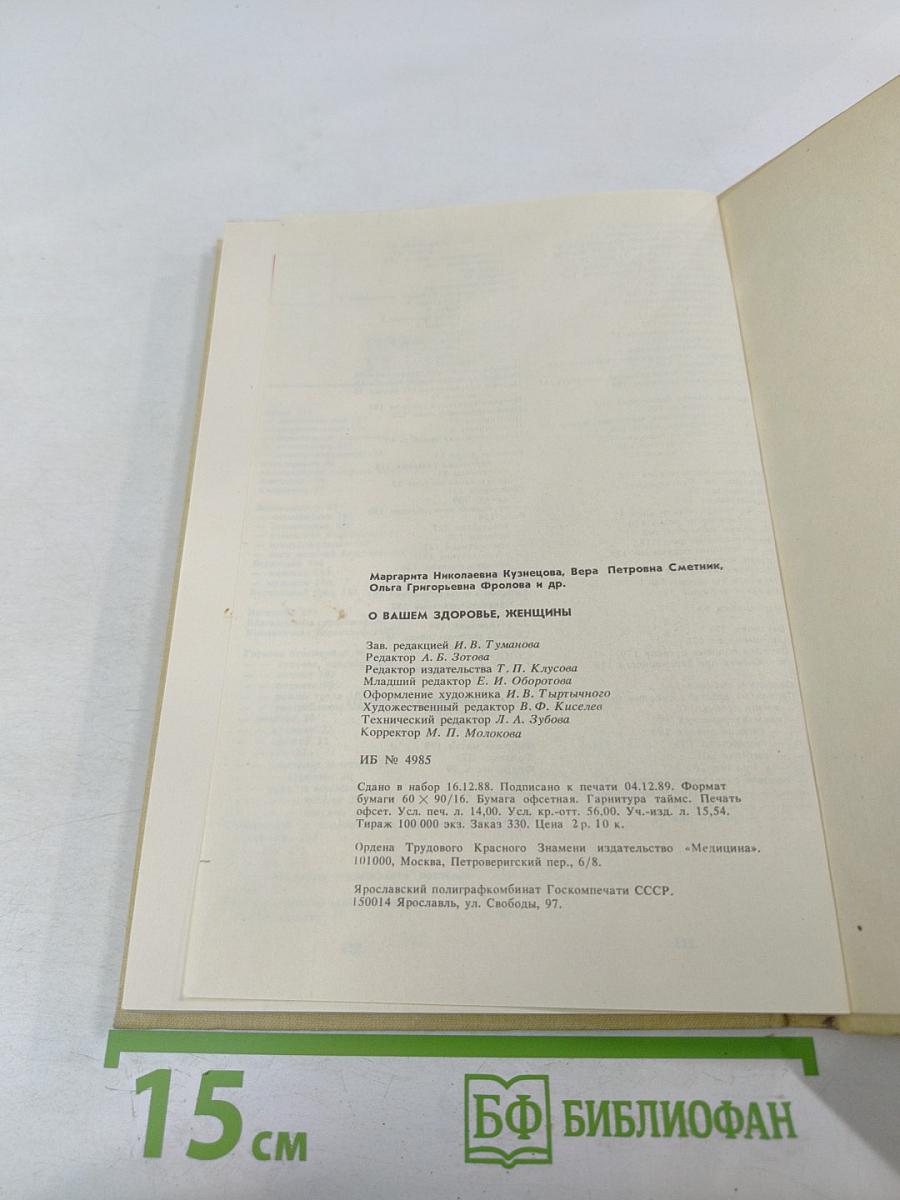 Маргарита Николаевна Кузнецова, Вера Петровна Сметник,
Ольга Григорьевна Фролова и др.
О ВАШЕМ ЗДОРОВЬЕ, ЖЕНЩИНЫ
Зав. редакцией И. В. Туманова
Редактор А. Б. Зотова
Редактор издательства Т. П. Клусова
Младший редактор Е. И. Оборотова
Оформление художника И. В. Тыртычного
Художественный редактор В. Ф. Киселев
Технический редактор Л. А. Зубова
Корректор М. П. Молокова
ИБ № 4985
Сдано в набор 16.12.88. Подписано к печати 04.12.89. Формат
бумаги 60 × 90/16. Бумага офсетная. Гарнитура таймс. Печать
офсет. Усл. печ. л. 14,00. Усл. кр.-отт. 56,00. Уч.-изд. л. 15,54.
Тираж 100 000 экз. Заказ 330. Цена 2 р. 10 к.
Ордена Трудового Красного Знамени издательство «Медицина».
101000, Москва, Петроверигский пер., 6/8.
Ярославский полиграфкомбинат Госкомпечати СССР.
150014 Ярославль, ул. Свободы, 97.
15 см
БФ БИБЛИОФАН